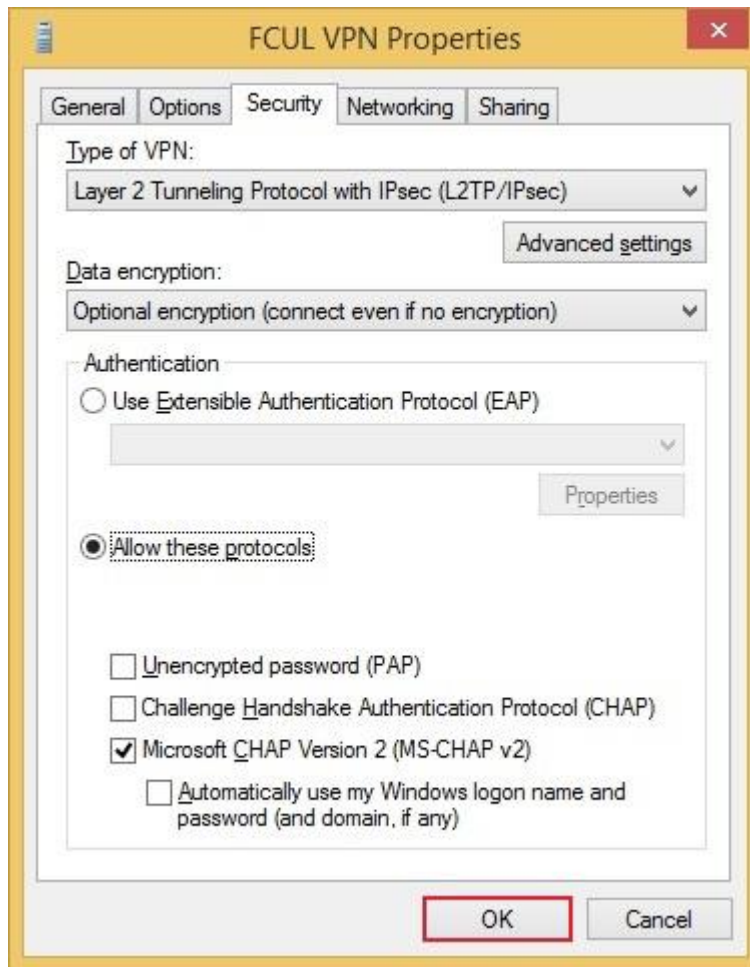 FCUL VPN Properties
General Options Security Networking Sharing
Type of VPN:
Layer 2 Tunneling Protocol with IPsec (L2TP/IPsec)
Advanced settings
Data encryption:
Optional encryption (connect even if no encryption)
Authentication
Use Extensible Authentication Protocol (EAP)
Properties
Allow these protocols
Unencrypted password (PAP)
Challenge Handshake Authentication Protocol (CHAP)
Microsoft CHAP Version 2 (MS-CHAP v2)
Automatically use my Windows logon name and
password (and domain, if any)
OK Cancel